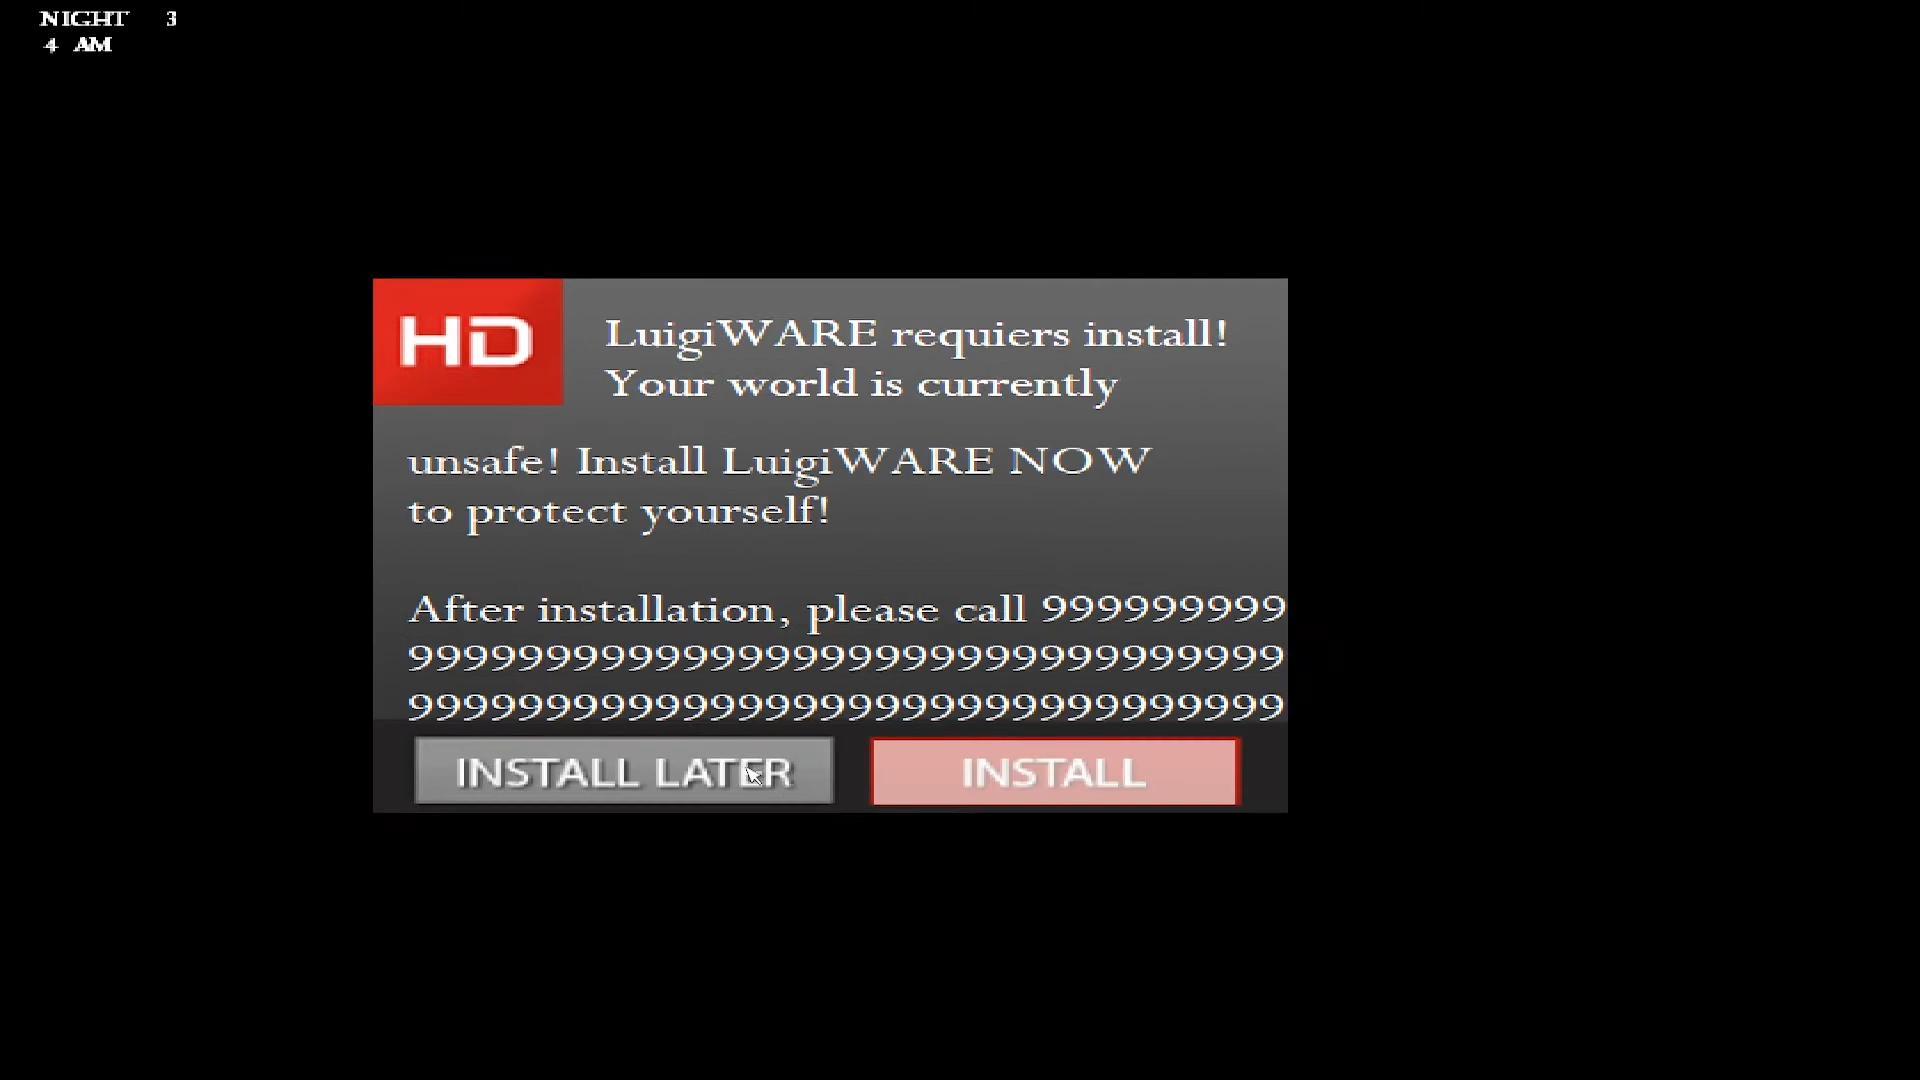 NIGHT 3
4 AM
HD
LuigiWARE requiers install!
Your world is currently
unsafe! Install LuigiWARE NOW
to protect yourself!
After installation, please call 999999999
99999999999999999999999999999999
99999999999999999999999999999999
INSTALL LATER
INSTALL